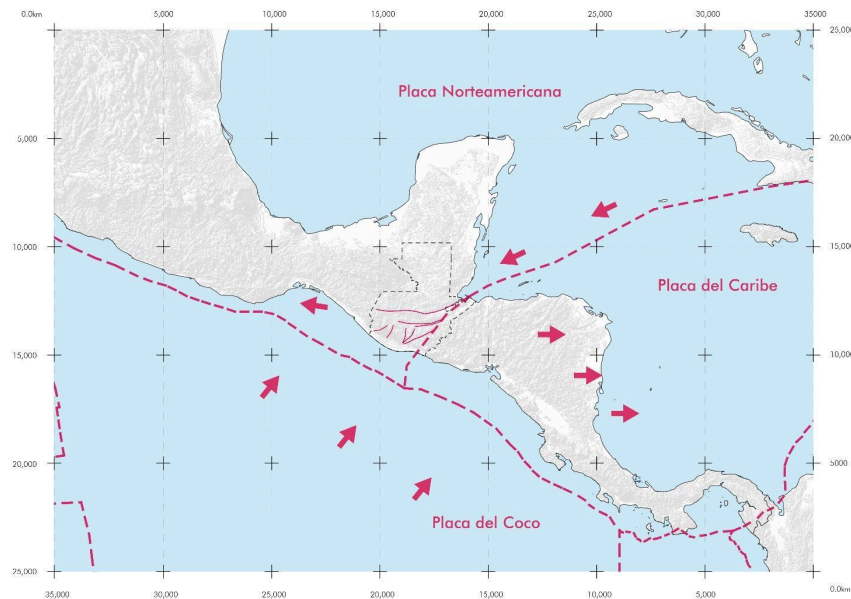 0.0km 5,000 10,000 15,000 20,000 25,000 30,000 35000
25,000
Placa Norteamericana
5,000 20,000
10,000 15,000
Placa del Caribe
15,000 10,000
20,000 5000
Placa del Coco
25,000 0.0km
35,000 30,000 25,000 20,000 15,000 10,000 5,000